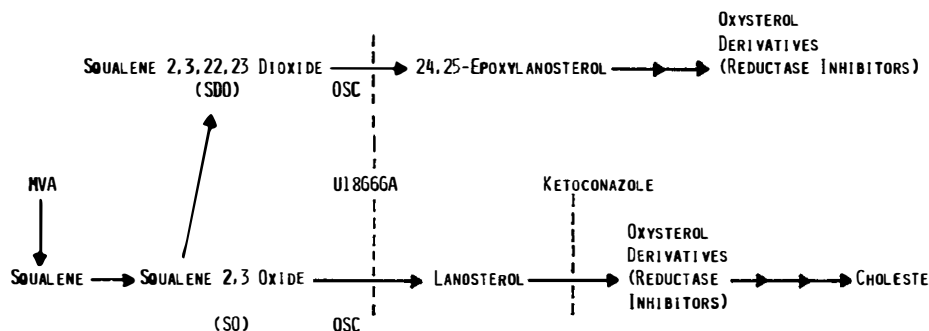 OXYSTEROL
DERIVATIVES
(REDUCTASE INHIBITORS)
SQUALENE 2,3,22,23 DIOXIDE
(SDO)
OSC
24,25-EPOXYLANOSTEROL
MVA
U18666A
KETOCONAZOLE
SQUALENE
SQUALENE 2,3 OXIDE
(SO)
OSC
LANOSTEROL
OXYSTEROL
DERIVATIVES
(REDUCTASE
INHIBITORS)
CHOLESTE